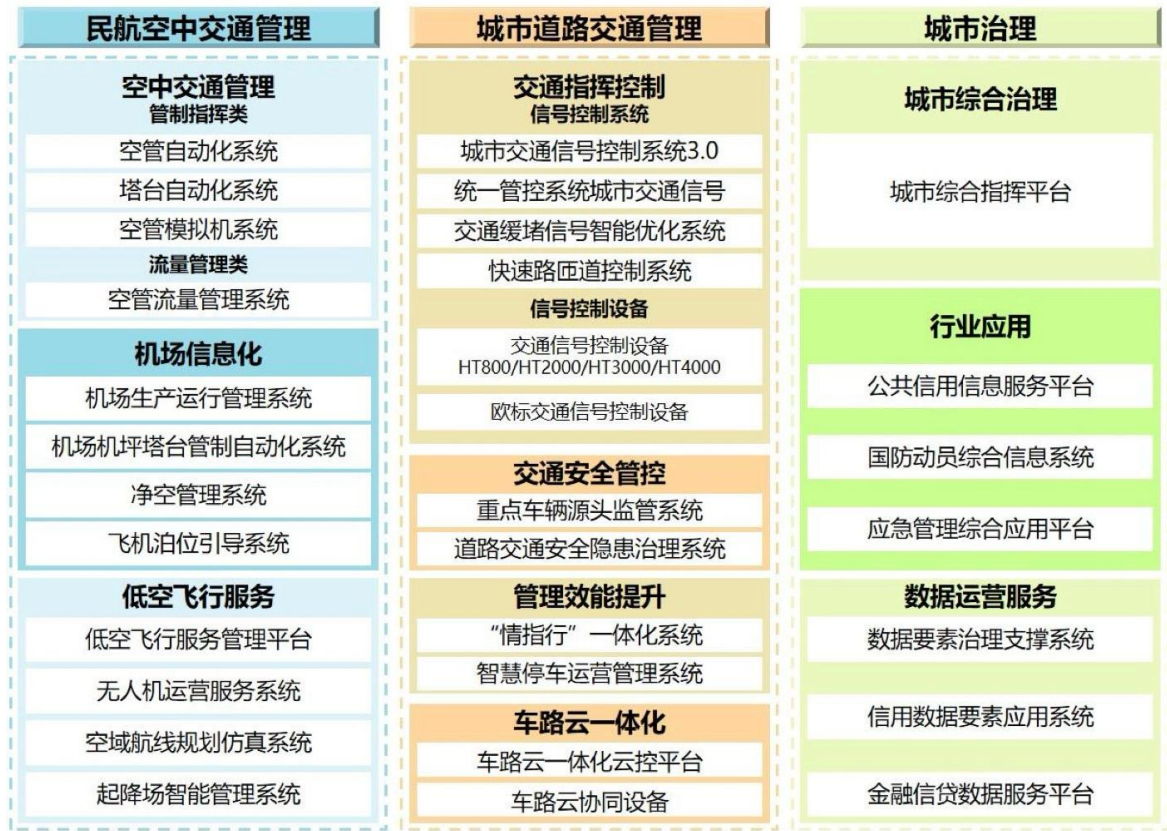 民航空中交通管理
空中交通管理
管制指挥类
空管自动化系统
塔台自动化系统
空管模拟机系统
流量管理类
空管流量管理系统
机场信息化
机场生产运行管理系统
机场机坪塔台管制自动化系统
净空管理系统
飞机泊位引导系统
低空飞行服务
低空飞行服务管理平台
无人机运营服务系统
空域航线规划仿真系统
起降场智能管理系统
城市道路交通管理
交通指挥控制
信号控制系统
城市交通信号控制系统3.0
统一管控系统城市交通信号
交通缓堵信号智能优化系统
快速路匝道控制系统
信号控制设备
交通信号控制设备
HT800/HT2000/HT3000/HT4000
欧标交通信号控制设备
交通安全管控
重点车辆源头监管系统
道路交通安全隐患治理系统
管理效能提升
“情指行”一体化系统
智慧停车运营管理系统
车路云一体化
车路云一体化云控平台
车路云协同设备
城市治理
城市综合治理
城市综合指挥平台
行业应用
公共信用信息服务平台
国防动员综合信息系统
应急管理综合应用平台
数据运营服务
数据要素治理支撑系统
信用数据要素应用系统
金融信贷数据服务平台